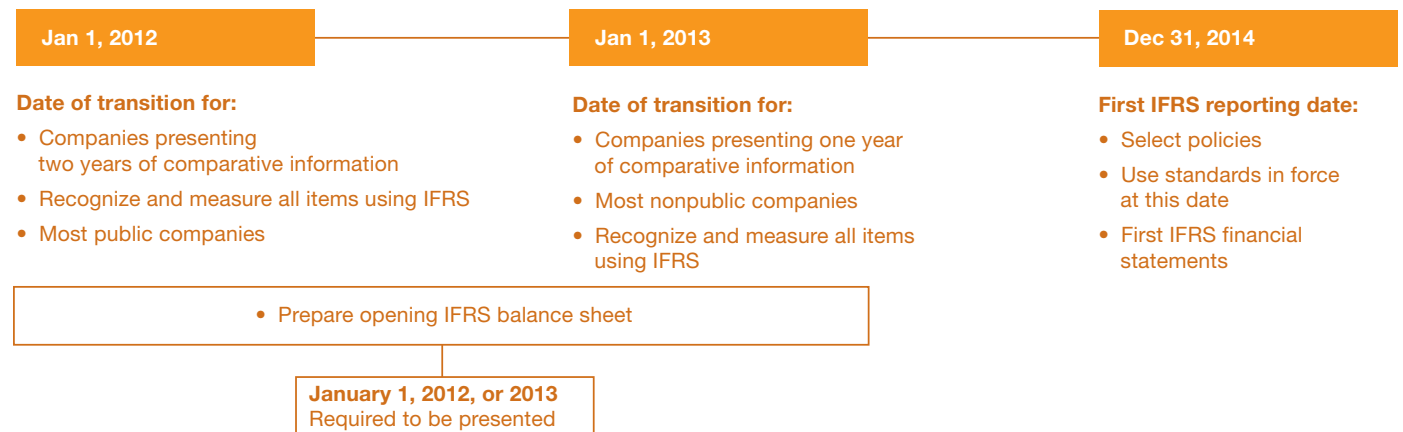 Jan 1, 2012
Jan 1, 2013
Dec 31, 2014
Date of transition for:
• Companies presenting
two years of comparative information
• Recognize and measure all items using IFRS
• Most public companies
Date of transition for:
• Companies presenting one year
of comparative information
• Most nonpublic companies
• Recognize and measure all items
using IFRS
First IFRS reporting date:
• Select policies
• Use standards in force
at this date
• First IFRS financial
statements
• Prepare opening IFRS balance sheet
January 1, 2012, or 2013
Required to be presented